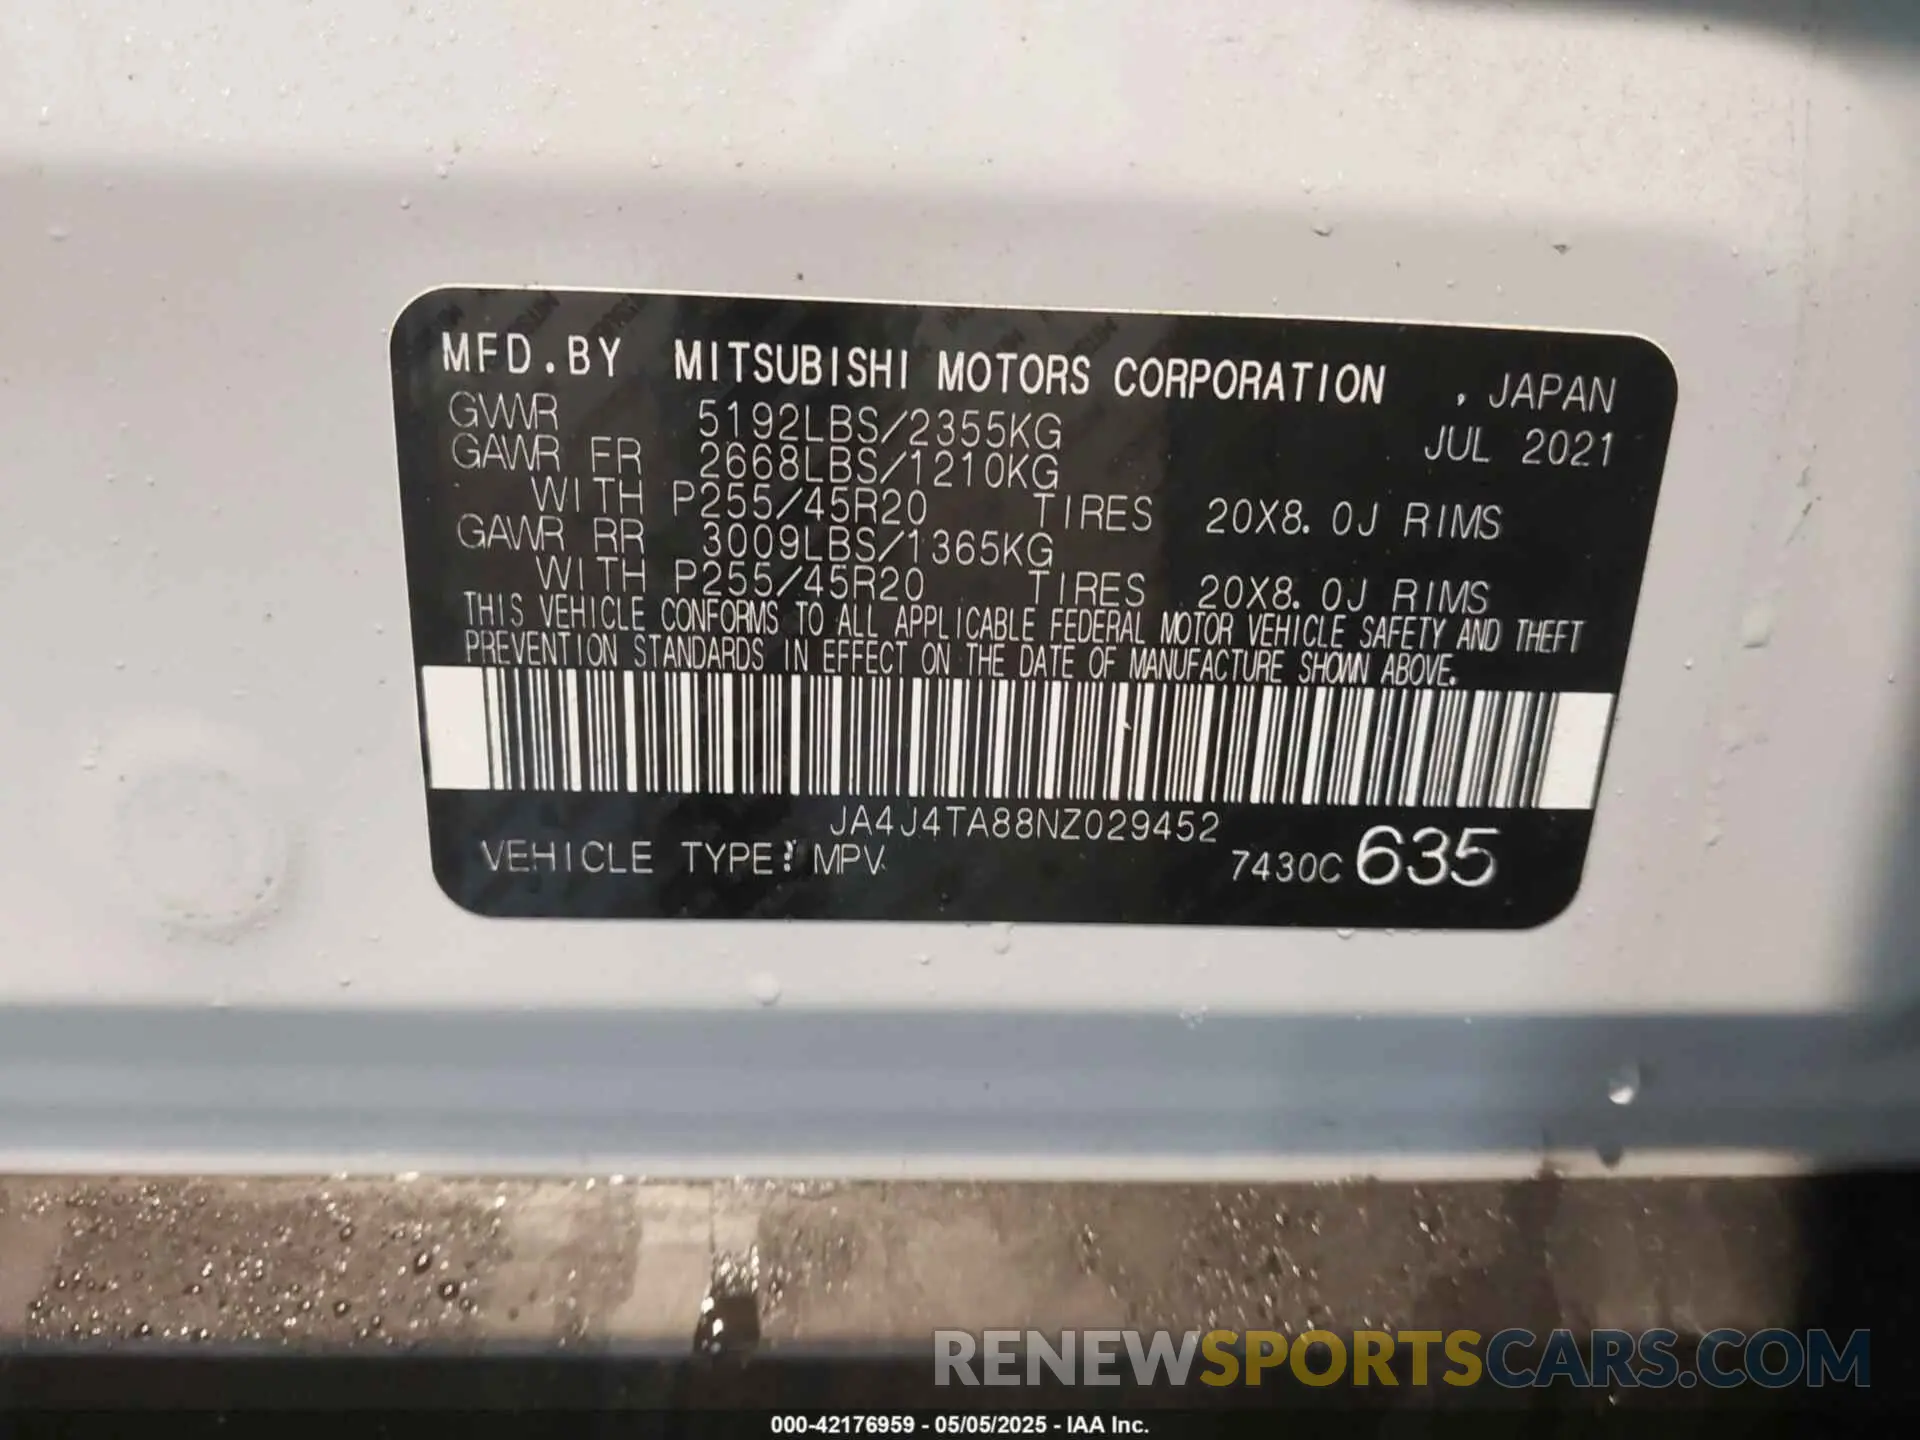 MFD.BY MITSUBISHI MOTORS CORPORATION , JAPAN
GVWR 5192LBS/2355KG JUL 2021
GAWR FR 2668LBS/1210KG
WITH P255/45R20 TIRES 20X8.0J RIMS
GAWR RR 3009LBS/1365KG
WITH P255/45R20 TIRES 20X8.0J RIMS
THIS VEHICLE CONFORMS TO ALL APPLICABLE FEDERAL MOTOR VEHICLE SAFETY AND THEFT
PREVENTION STANDARDS IN EFFECT ON THE DATE OF MANUFACTURE SHOWN ABOVE.
JA4J4TA88NZ029452
VEHICLE TYPE: MPV 7430C 635
RENEWSPORTSCARS.COM
000-42176959 - 05/05/2025 - IAA Inc.